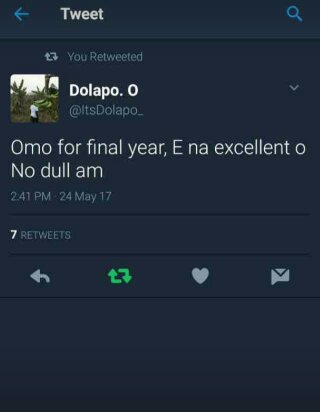 Tweet
You Retweeted
Dolapo. O
@ItsDolapo_
Omo for final year, E na excellent o
No dull am
2:41 PM · 24 May 17
7 RETWEETS